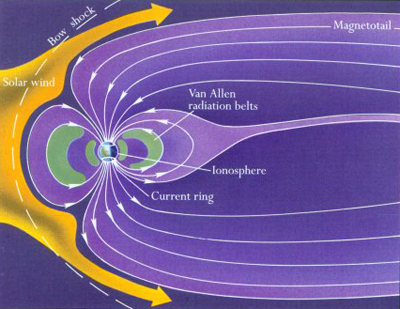 Bow shock
Magnetotail
Solar wind
Van Allen
radiation belts
Ionosphere
Current ring